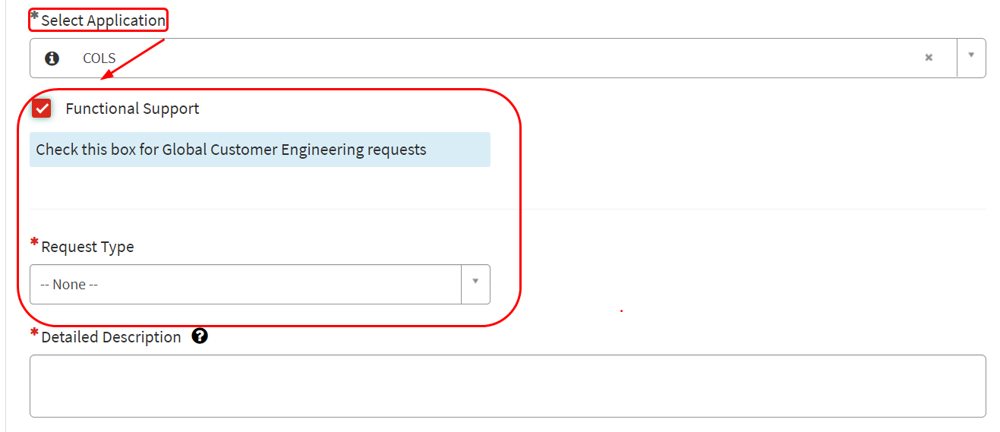 * Select Application
COLS
Functional Support
Check this box for Global Customer Engineering requests
* Request Type
-- None --
* Detailed Description ?